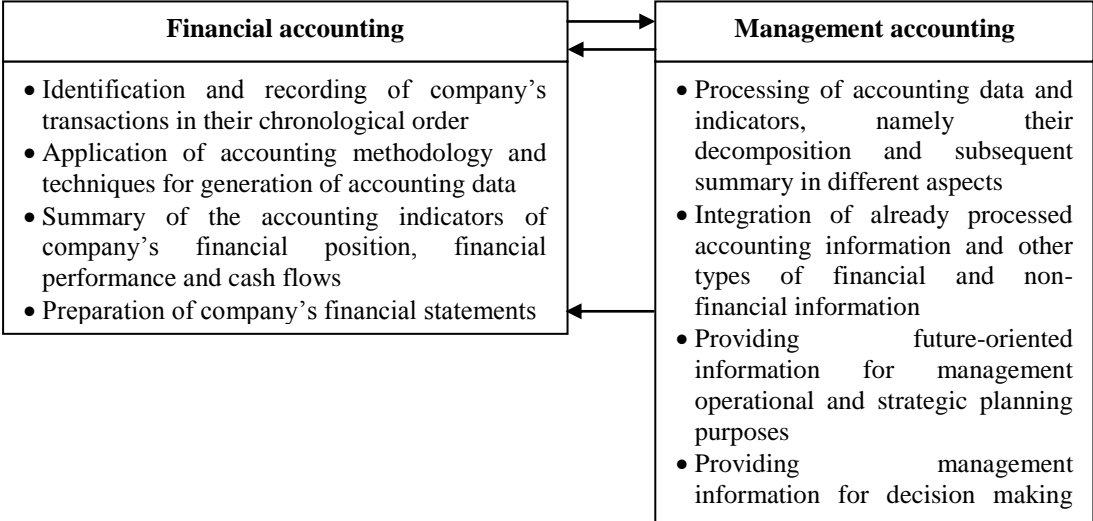 Financial accounting
• Identification and recording of company's
transactions in their chronological order
• Application of accounting methodology and
techniques for generation of accounting data
• Summary of the accounting indicators of
company's financial position, financial
performance and cash flows
• Preparation of company's financial statements
Management accounting
• Processing of accounting data and
indicators, namely their
decomposition and subsequent
summary in different aspects
• Integration of already processed
accounting information and other
types of financial and non-
financial information
• Providing future-oriented
information for management
operational and strategic planning
purposes
• Providing management
information for decision making